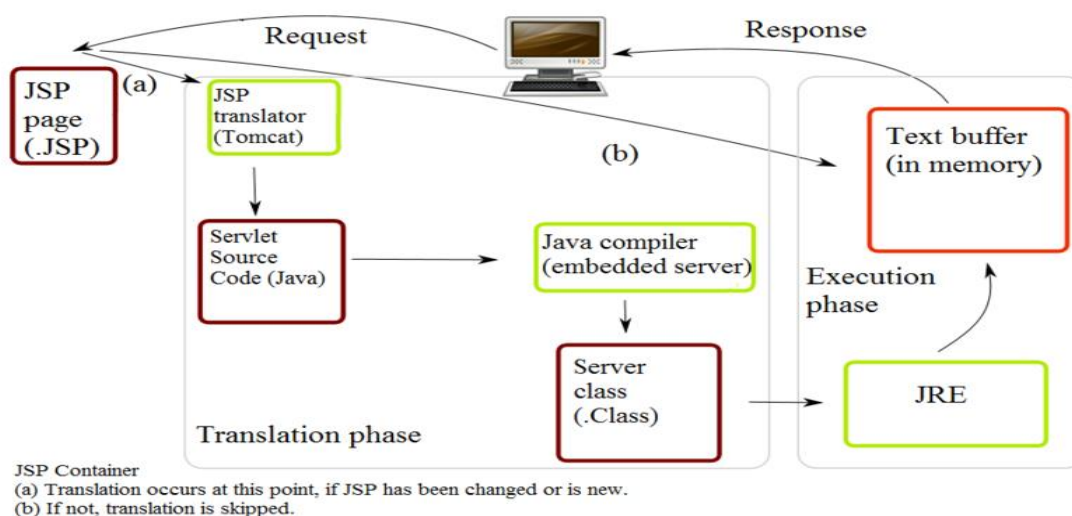 Request
Response
(a)
JSP
page
(.JSP)
JSP
translator
(Tomcat)
(b)
Text buffer
(in memory)
Servlet
Source
Code (Java)
Java compiler
(embedded server)
Execution
phase
Server
class
(.Class)
JRE
Translation phase
JSP Container
(a) Translation occurs at this point, if JSP has been changed or is new.
(b) If not, translation is skipped.